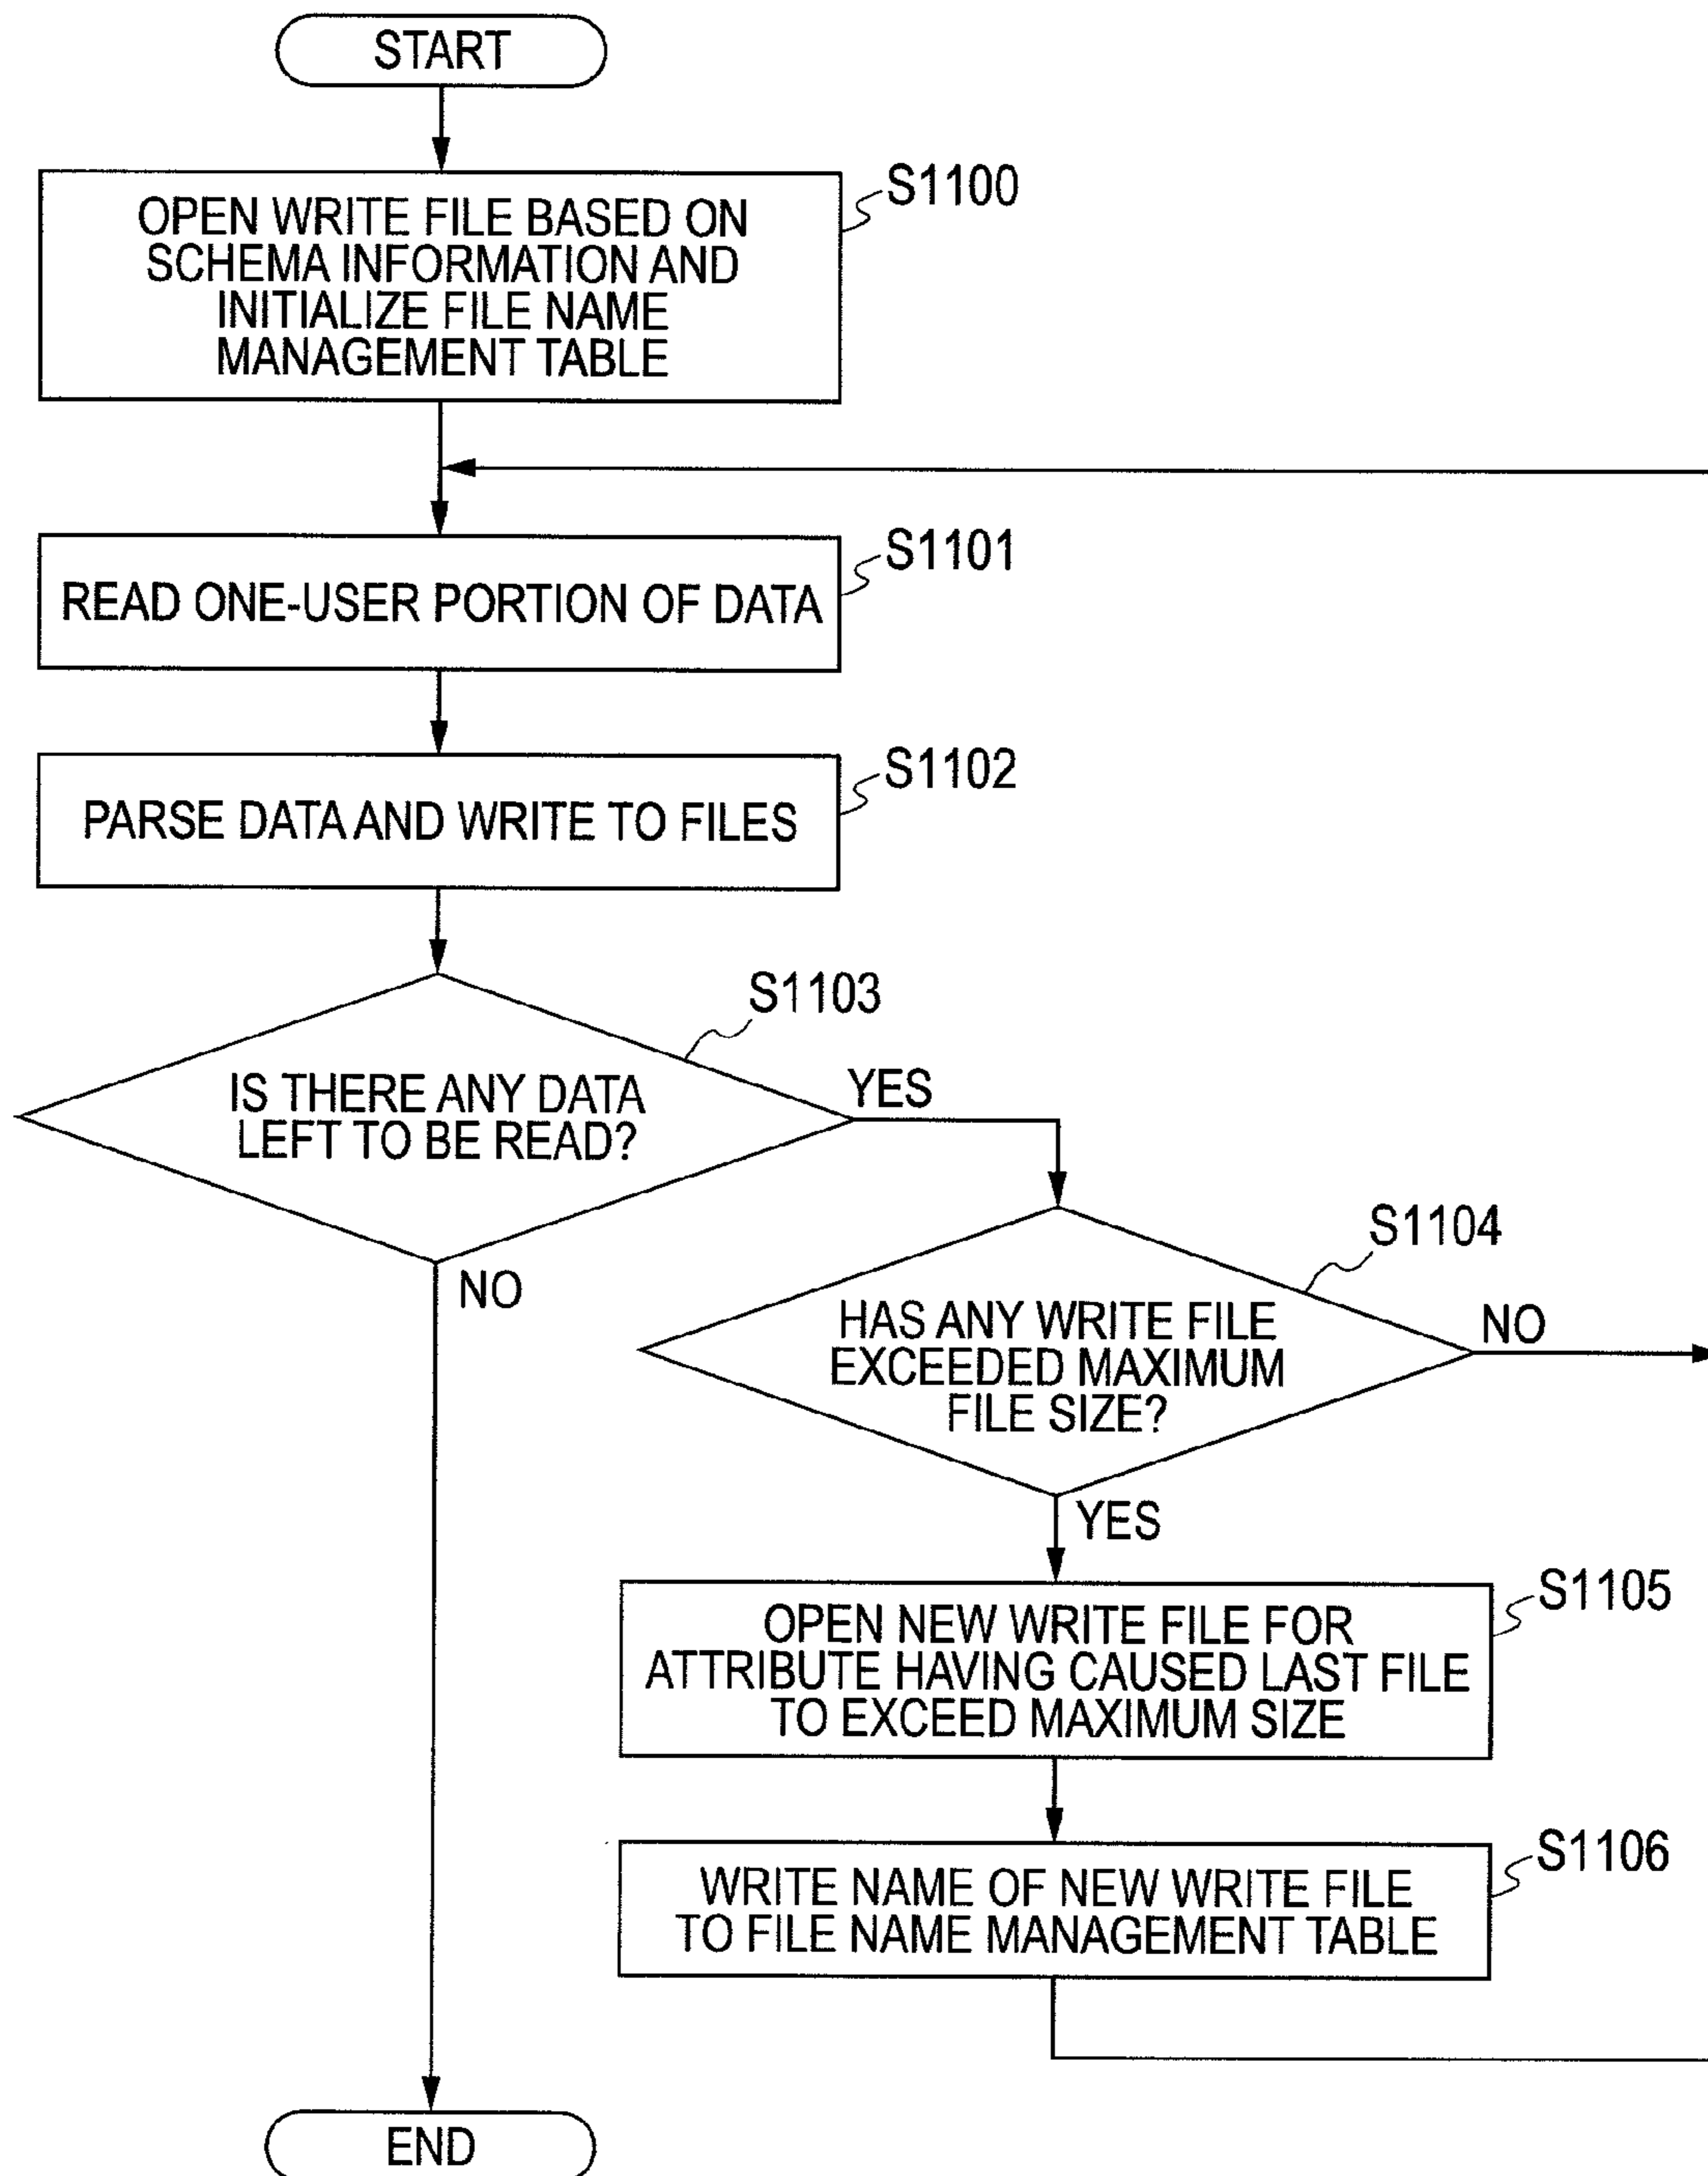 START
OPEN WRITE FILE BASED ON
SCHEMA INFORMATION AND
INITIALIZE FILE NAME
MANAGEMENT TABLE
S1100
READ ONE-USER PORTION OF DATA
S1101
PARSE DATA AND WRITE TO FILES
S1102
IS THERE ANY DATA
LEFT TO BE READ?
S1103
YES
NO
HAS ANY WRITE FILE
EXCEEDED MAXIMUM
FILE SIZE?
S1104
NO
YES
OPEN NEW WRITE FILE FOR
ATTRIBUTE HAVING CAUSED LAST FILE
TO EXCEED MAXIMUM SIZE
S1105
WRITE NAME OF NEW WRITE FILE
TO FILE NAME MANAGEMENT TABLE
S1106
END